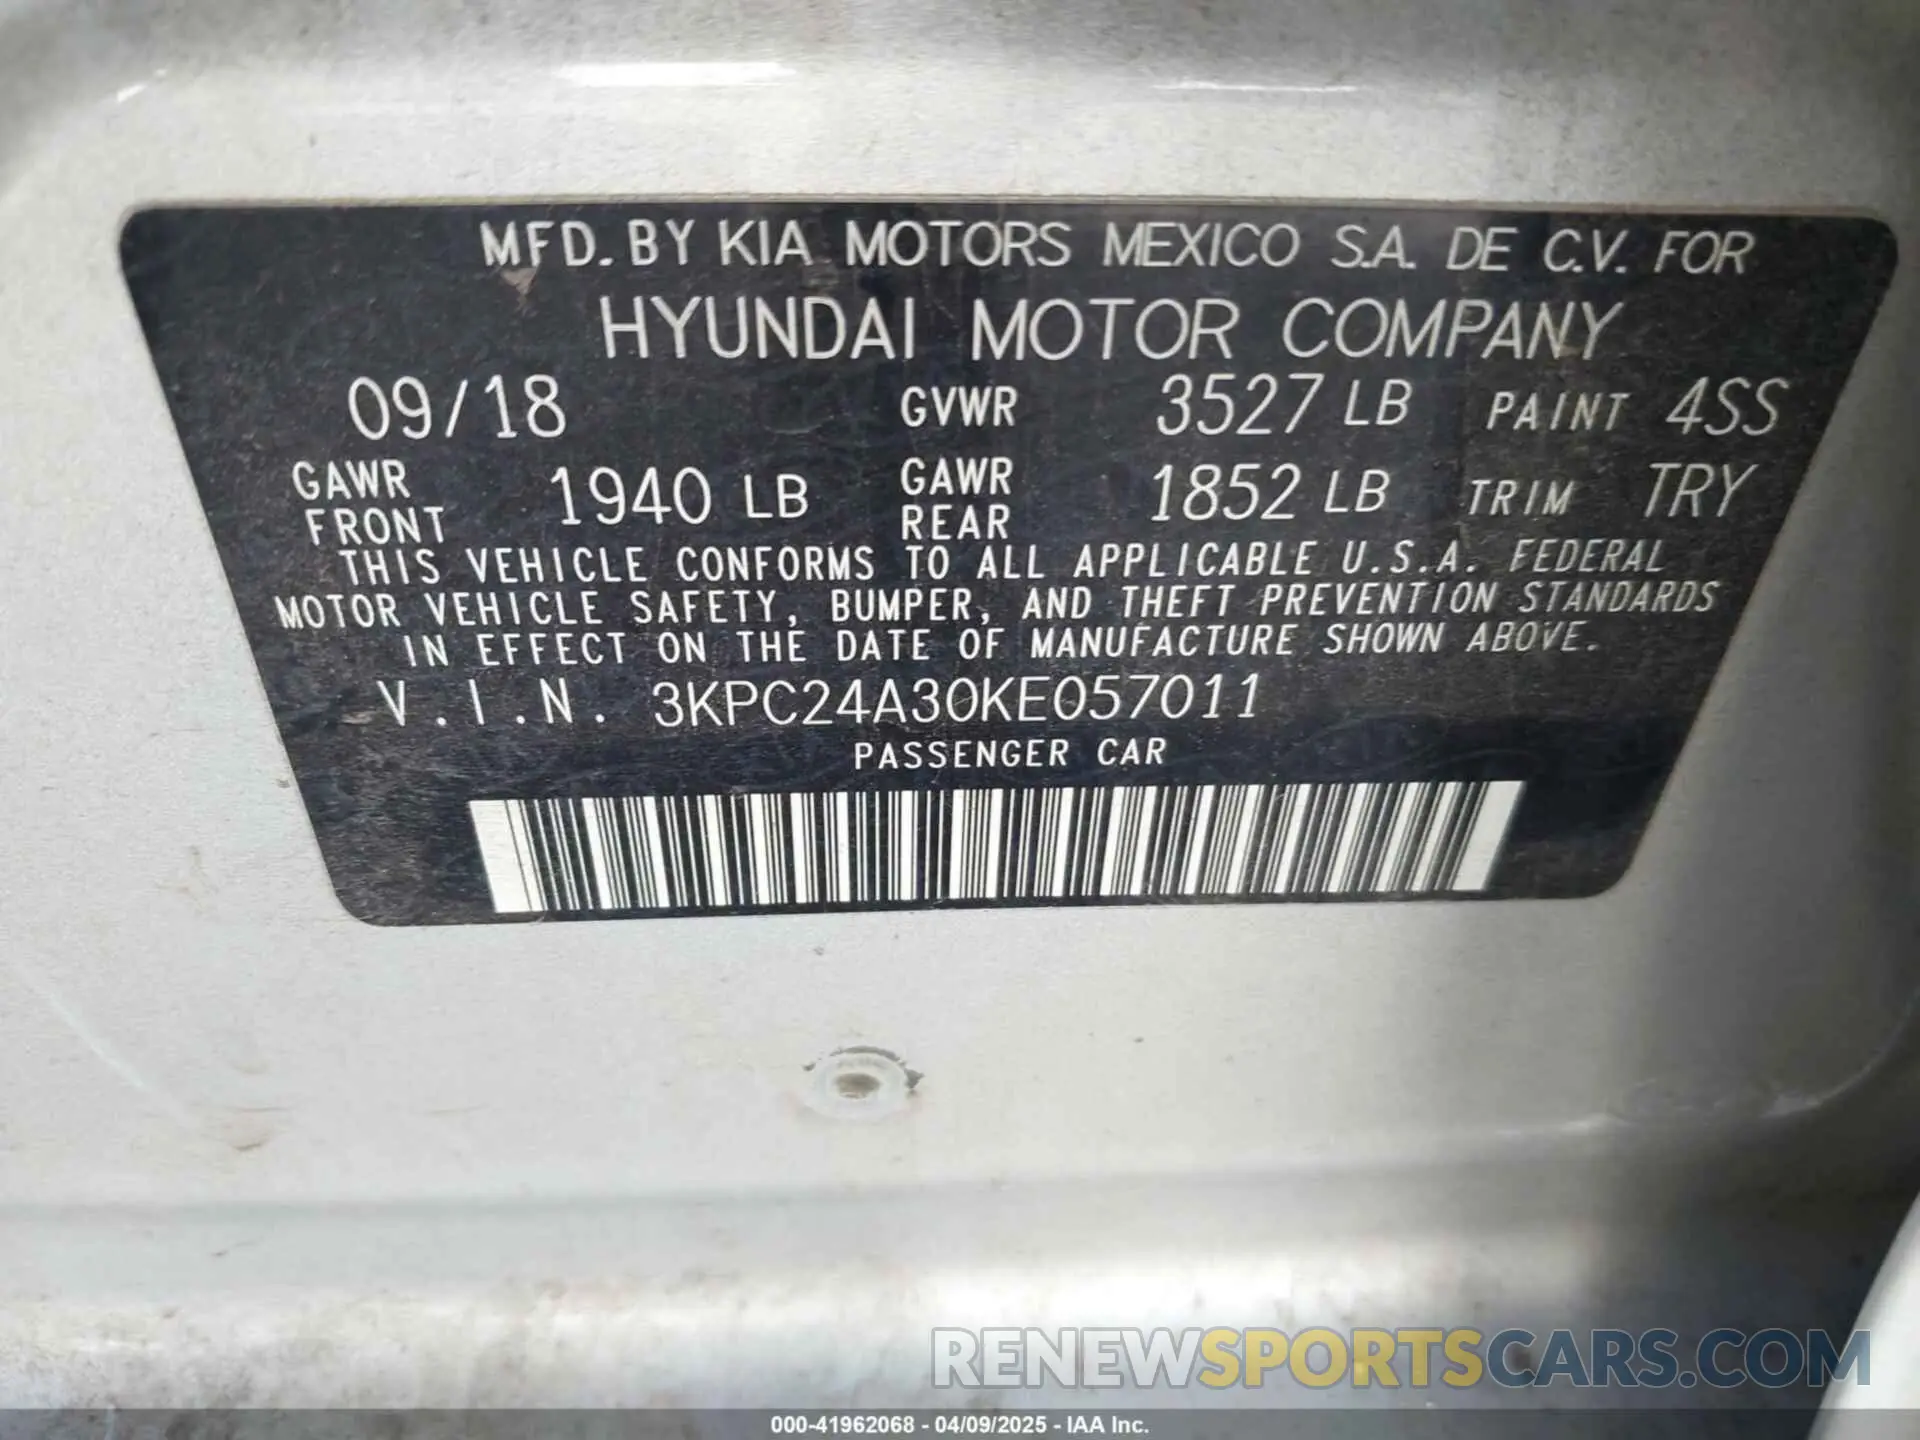 MFD. BY KIA MOTORS MEXICO S.A. DE C.V. FOR
HYUNDAI MOTOR COMPANY
09/18 GVWR 3527 LB PAINT 4SS
GAWR FRONT 1940 LB GAWR REAR 1852 LB TRIM TRY
THIS VEHICLE CONFORMS TO ALL APPLICABLE U.S.A. FEDERAL
MOTOR VEHICLE SAFETY, BUMPER, AND THEFT PREVENTION STANDARDS
IN EFFECT ON THE DATE OF MANUFACTURE SHOWN ABOVE.
V.I.N. 3KPC24A30KE057011
PASSENGER CAR
RENEWSPORTSCARS.COM
000-41962068 - 04/09/2025 - IAA Inc.